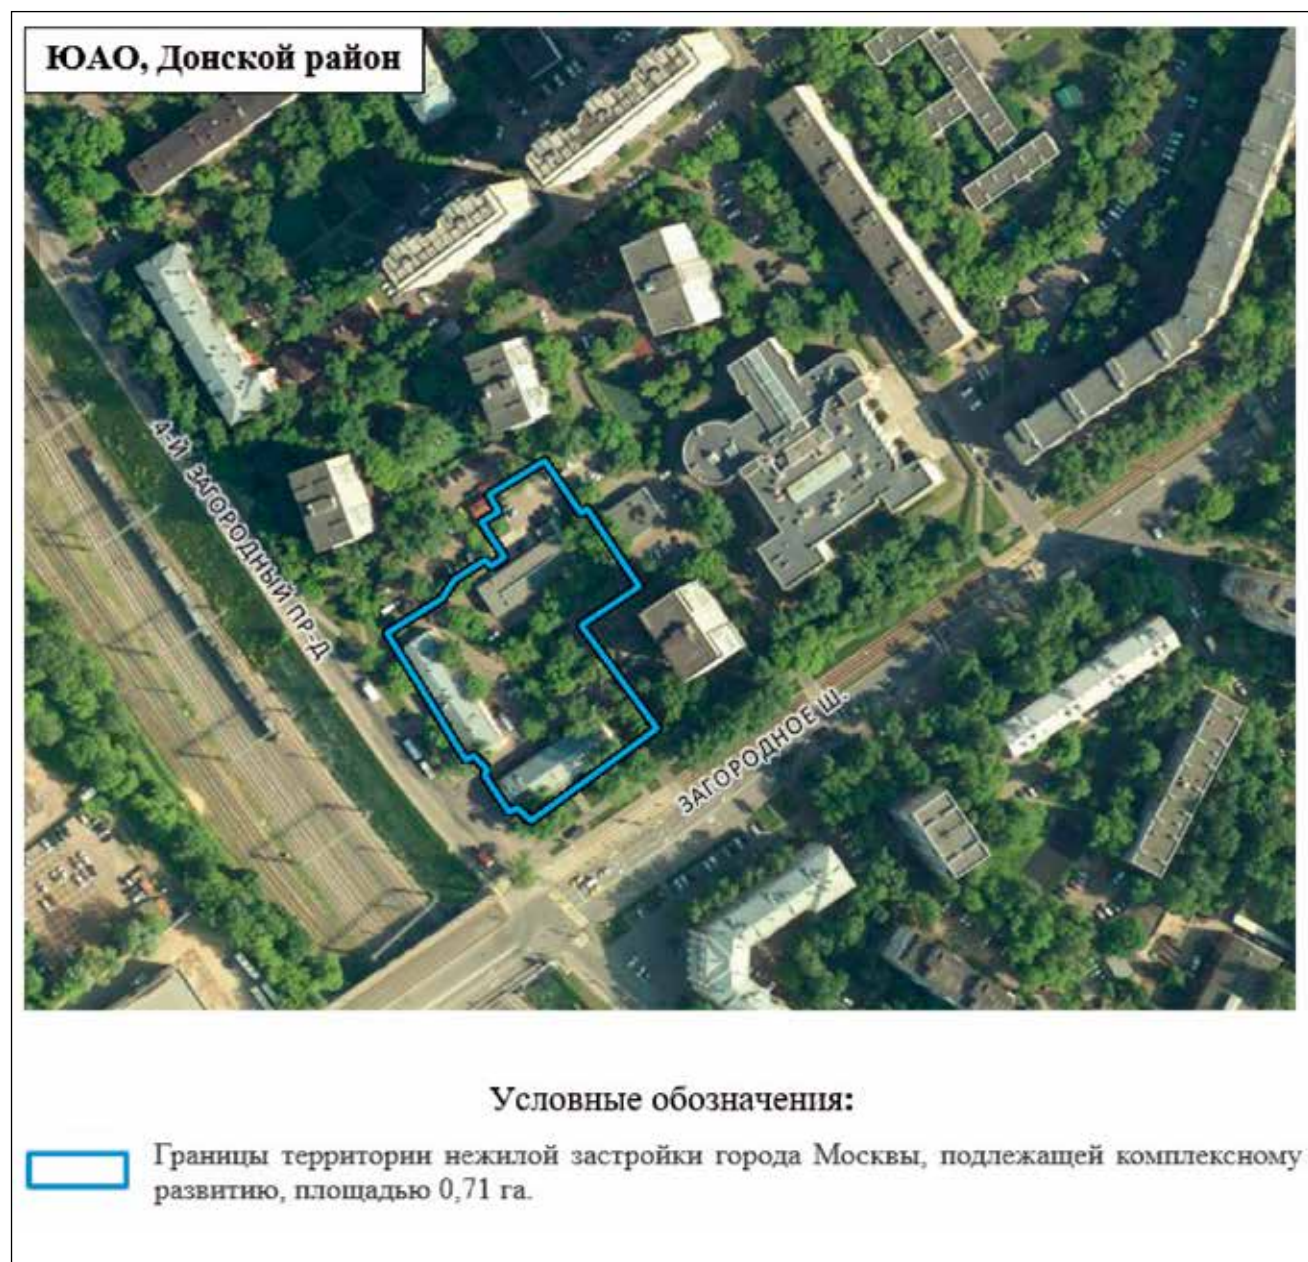 ЮАО, Донской район
4-Й ЗАГОРОДНЫЙ ПР-Д
ЗАГОРОДНОЕ Ш.
Условные обозначения:
Границы территории нежилой застройки города Москвы, подлежащей комплексному
развитию, площадью 0,71 га.